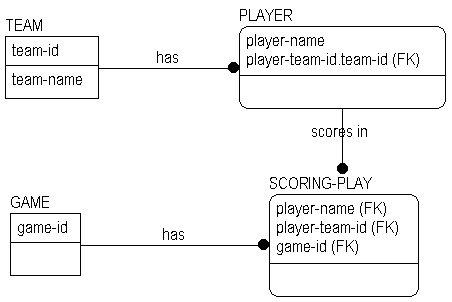 TEAM
team-id
team-name
has
PLAYER
player-name
player-team-id.team-id (FK)
scores in
GAME
game-id
has
SCORING-PLAY
player-name (FK)
player-team-id (FK)
game-id (FK)